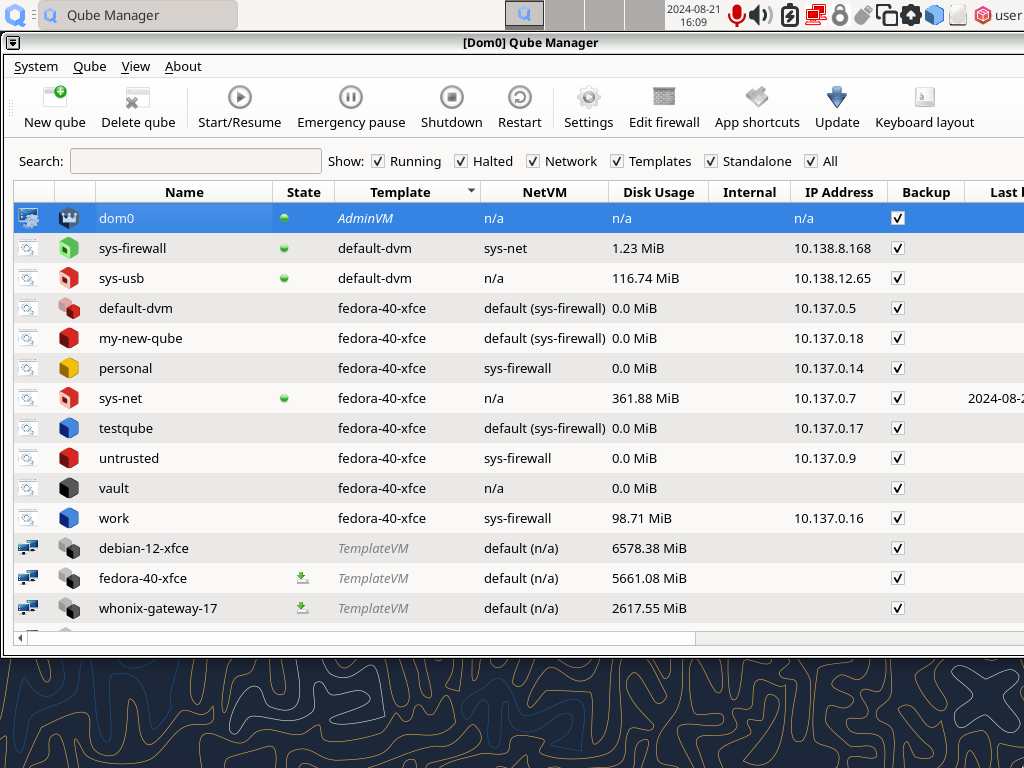 Qube Manager
2024-08-21
16:09
user
[Dom0] Qube Manager
System Qube View About
New qube Delete qube Start/Resume Emergency pause Shutdown Restart Settings Edit firewall App shortcuts Update Keyboard layout
Search: Show: Running Halted Network Templates Standalone All
Name State Template NetVM Disk Usage Internal IP Address Backup Last
dom0 AdminVM n/a n/a n/a
sys-firewall default-dvm sys-net 1.23 MiB 10.138.8.168
sys-usb default-dvm n/a 116.74 MiB 10.138.12.65
default-dvm fedora-40-xfce default (sys-firewall) 0.0 MiB 10.137.0.5
my-new-qube fedora-40-xfce default (sys-firewall) 0.0 MiB 10.137.0.18
personal fedora-40-xfce sys-firewall 0.0 MiB 10.137.0.14
sys-net fedora-40-xfce n/a 361.88 MiB 10.137.0.7 2024-08-2
testqube fedora-40-xfce default (sys-firewall) 0.0 MiB 10.137.0.17
untrusted fedora-40-xfce sys-firewall 0.0 MiB 10.137.0.9
vault fedora-40-xfce n/a 0.0 MiB
work fedora-40-xfce sys-firewall 98.71 MiB 10.137.0.16
debian-12-xfce TemplateVM default (n/a) 6578.38 MiB
fedora-40-xfce TemplateVM default (n/a) 5661.08 MiB
whonix-gateway-17 TemplateVM default (n/a) 2617.55 MiB